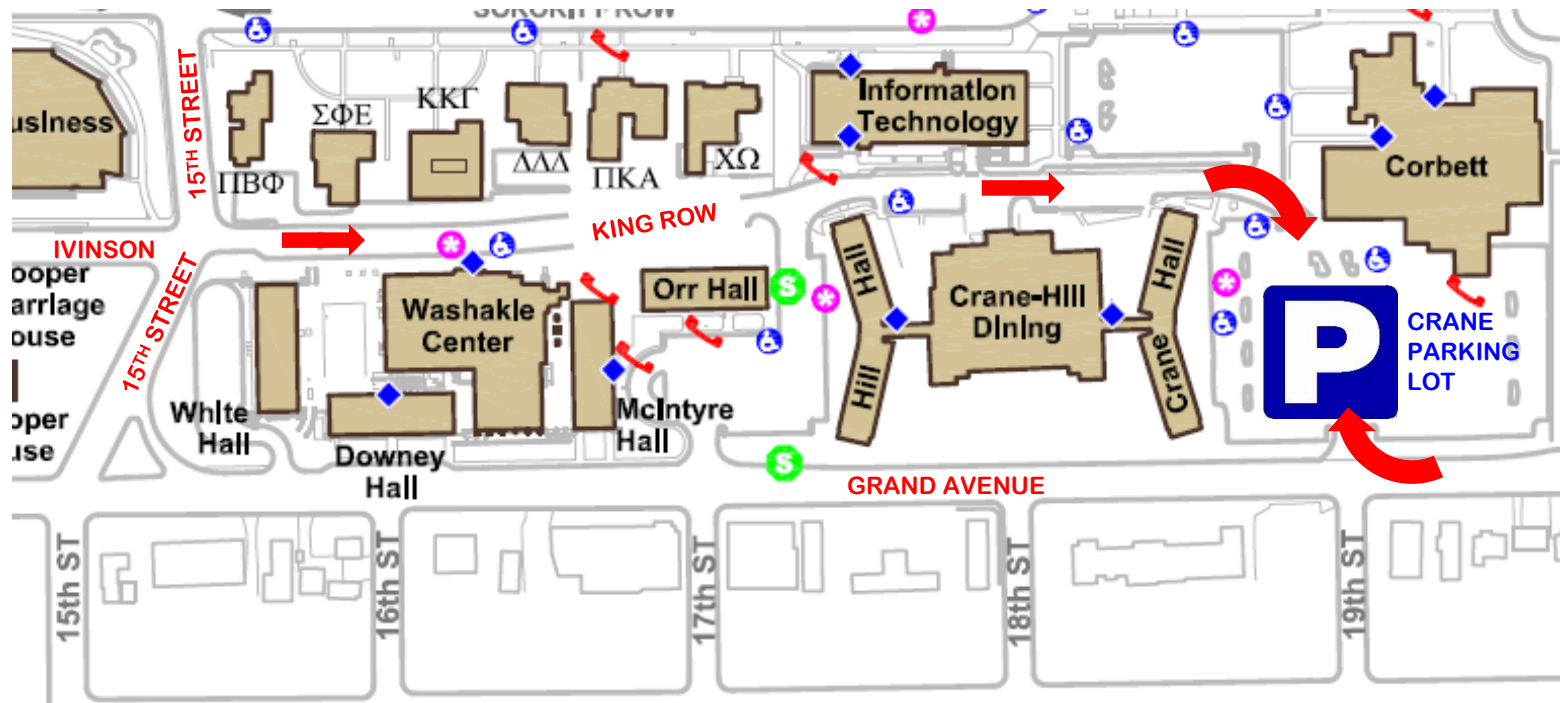 SORORITY ROW
15TH STREET
usIness
ΣΦΕ
ΚΚΓ
ΠΒΦ
ΔΔΔ
ΠΚΑ
ΧΩ
InformatIon
Technology
Corbett
IVINSON
KING ROW
ooper
arrIage
ouse
15TH STREET
oper
use
WhIte
Hall
Washakle
Center
Downey
Hall
Orr Hall
McIntyre
Hall
Hall
Hill
Crane-HIll
DInIng
Hall
Crane
P
CRANE
PARKING
LOT
S
S
GRAND AVENUE
15th ST
16th ST
17th ST
18th ST
19th ST